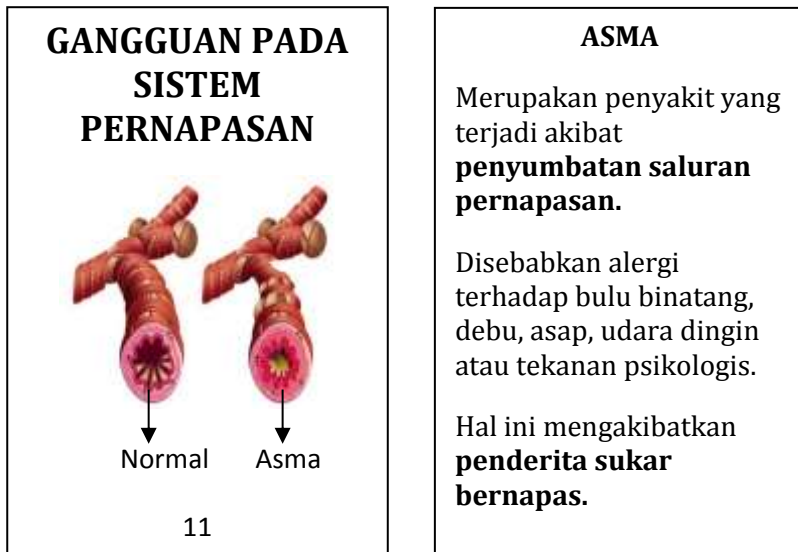 GANGGUAN PADA
SISTEM
PERNAPASAN
Normal
Asma
11
ASMA
Merupakan penyakit yang
terjadi akibat
penyumbatan saluran
pernapasan.
Disebabkan alergi
terhadap bulu binatang,
debu, asap, udara dingin
atau tekanan psikologis.
Hal ini mengakibatkan
penderita sukar
bernapas.